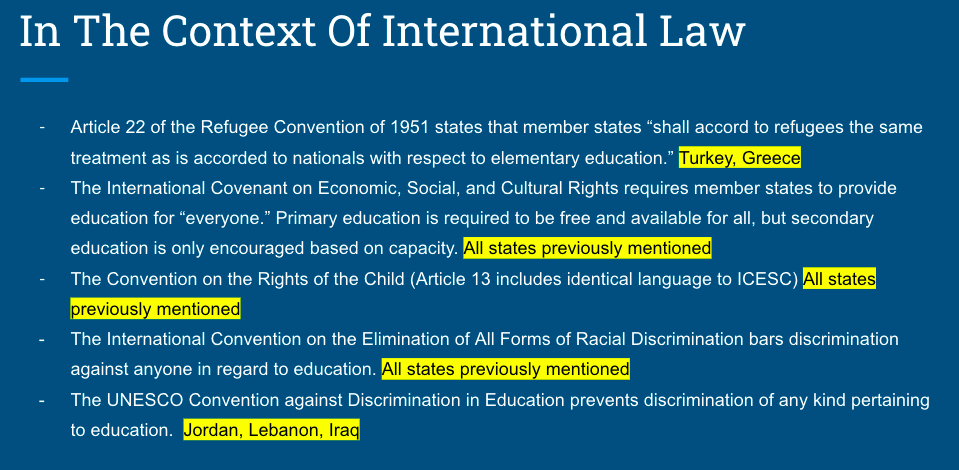 In The Context Of International Law
- Article 22 of the Refugee Convention of 1951 states that member states “shall accord to refugees the same
treatment as is accorded to nationals with respect to elementary education.” Turkey, Greece
- The International Covenant on Economic, Social, and Cultural Rights requires member states to provide
education for “everyone.” Primary education is required to be free and available for all, but secondary
education is only encouraged based on capacity. All states previously mentioned
- The Convention on the Rights of the Child (Article 13 includes identical language to ICESC) All states
previously mentioned
- The International Convention on the Elimination of All Forms of Racial Discrimination bars discrimination
against anyone in regard to education. All states previously mentioned
- The UNESCO Convention against Discrimination in Education prevents discrimination of any kind pertaining
to education. Jordan, Lebanon, Iraq